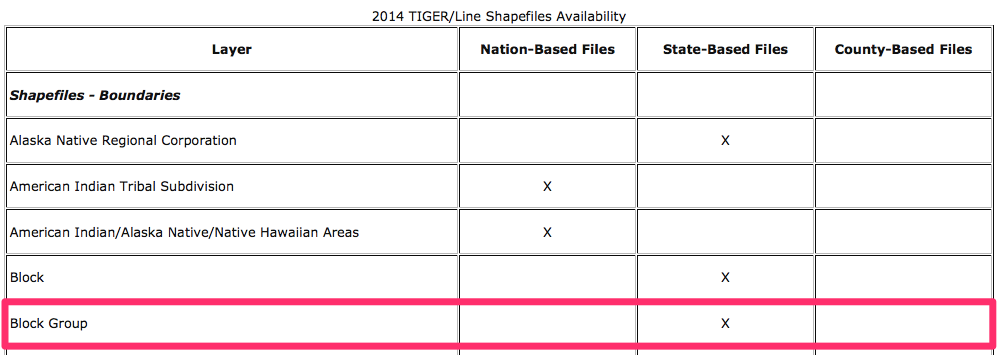 2014 TIGER/Line Shapefiles Availability
Layer Nation-Based Files State-Based Files County-Based Files
Shapefiles - Boundaries
Alaska Native Regional Corporation X
American Indian Tribal Subdivision X
American Indian/Alaska Native/Native Hawaiian Areas X
Block X
Block Group X